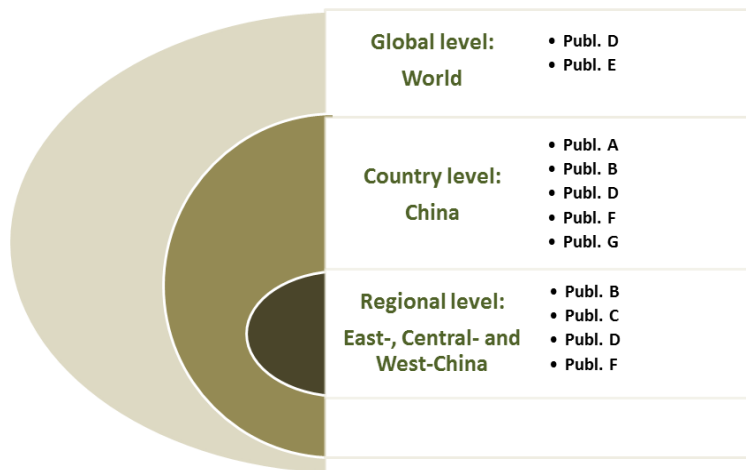 Global level:
World
• Publ. D
• Publ. E
Country level:
China
• Publ. A
• Publ. B
• Publ. D
• Publ. F
• Publ. G
Regional level:
East-, Central- and
West-China
• Publ. B
• Publ. C
• Publ. D
• Publ. F